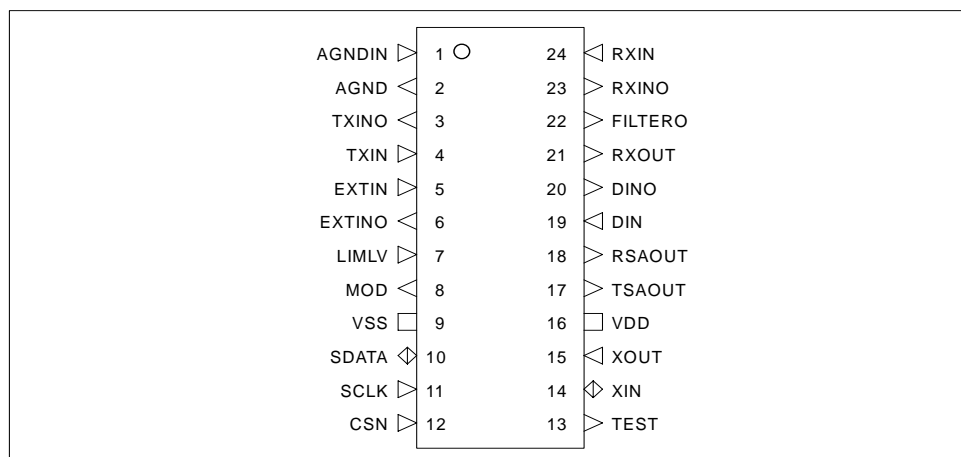 AGNDIN 1 24 RXIN
AGND 2 23 RXINO
TXINO 3 22 FILTERO
TXIN 4 21 RXOUT
EXTIN 5 20 DINO
EXTINO 6 19 DIN
LIMLV 7 18 RSAOUT
MOD 8 17 TSAOUT
VSS 9 16 VDD
SDATA 10 15 XOUT
SCLK 11 14 XIN
CSN 12 13 TEST